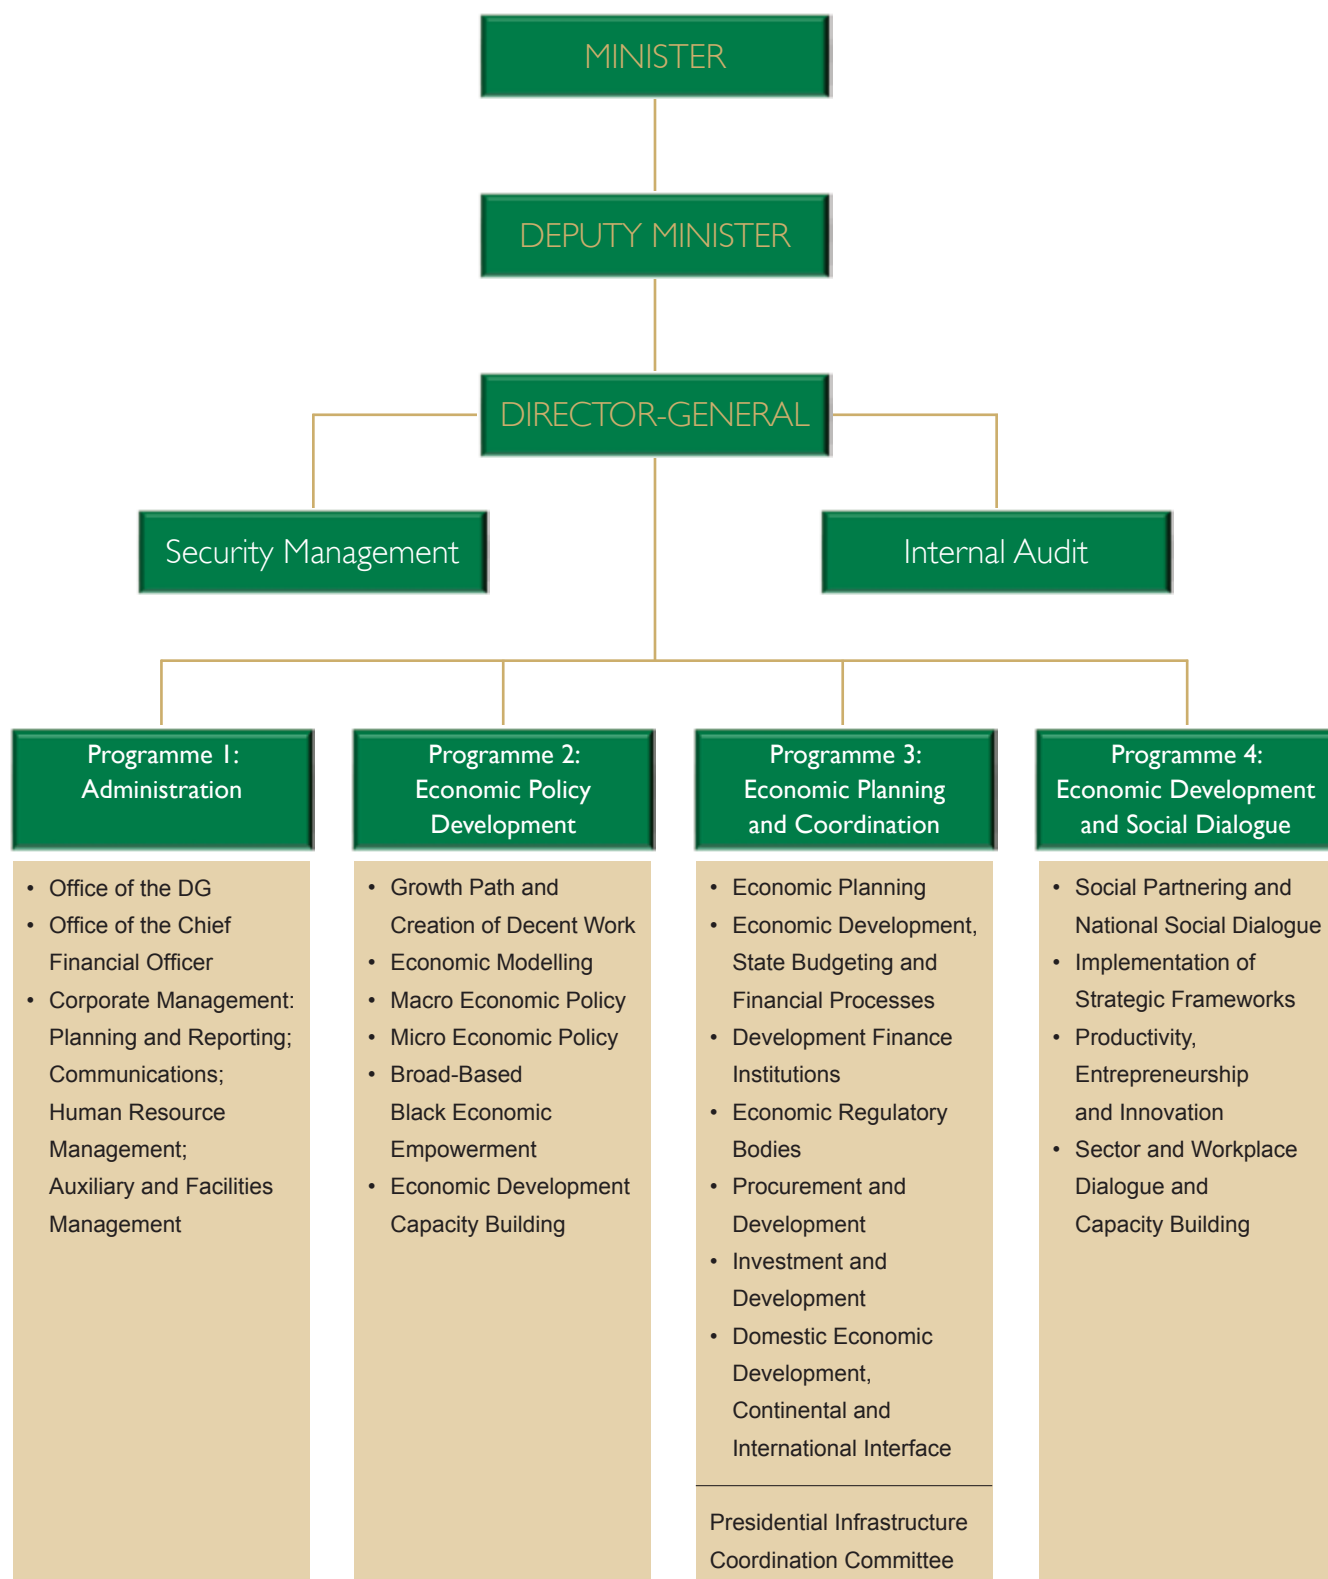 MINISTER
DEPUTY MINISTER
DIRECTOR-GENERAL
Security Management
Internal Audit
Programme 1:
Administration
• Office of the DG
• Office of the Chief
Financial Officer
• Corporate Management:
Planning and Reporting;
Communications;
Human Resource
Management;
Auxiliary and Facilities
Management
Programme 2:
Economic Policy
Development
• Growth Path and
Creation of Decent Work
• Economic Modelling
• Macro Economic Policy
• Micro Economic Policy
• Broad-Based
Black Economic
Empowerment
• Economic Development
Capacity Building
Programme 3:
Economic Planning
and Coordination
• Economic Planning
• Economic Development,
State Budgeting and
Financial Processes
• Development Finance
Institutions
• Economic Regulatory
Bodies
• Procurement and
Development
• Investment and
Development
• Domestic Economic
Development,
Continental and
International Interface
Presidential Infrastructure
Coordination Committee
Programme 4:
Economic Development
and Social Dialogue
• Social Partnering and
National Social Dialogue
• Implementation of
Strategic Frameworks
• Productivity,
Entrepreneurship
and Innovation
• Sector and Workplace
Dialogue and
Capacity Building